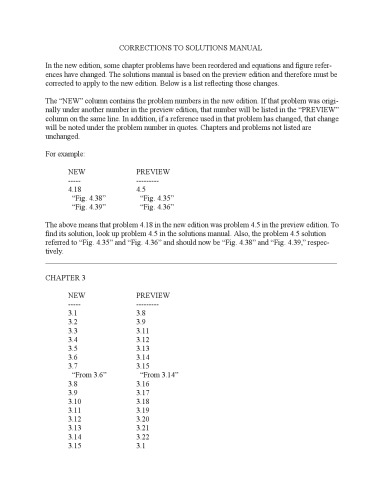 CORRECTIONS TO SOLUTIONS MANUAL
In the new edition, some chapter problems have been reordered and equations and figure refer-
ences have changed. The solutions manual is based on the preview edition and therefore must be
corrected to apply to the new edition. Below is a list reflecting those changes.
The “NEW” column contains the problem numbers in the new edition. If that problem was origi-
nally under another number in the preview edition, that number will be listed in the “PREVIEW”
column on the same line. In addition, if a reference used in that problem has changed, that change
will be noted under the problem number in quotes. Chapters and problems not listed are
unchanged.
For example:
NEW PREVIEW
----- ---------
4.18 4.5
“Fig. 4.38” “Fig. 4.35”
“Fig. 4.39” “Fig. 4.36”
The above means that problem 4.18 in the new edition was problem 4.5 in the preview edition. To
find its solution, look up problem 4.5 in the solutions manual. Also, the problem 4.5 solution
referred to “Fig. 4.35” and “Fig. 4.36” and should now be “Fig. 4.38” and “Fig. 4.39,” respec-
tively.
CHAPTER 3
NEW PREVIEW
----- ---------
3.1 3.8
3.2 3.9
3.3 3.11
3.4 3.12
3.5 3.13
3.6 3.14
3.7 3.15
“From 3.6” “From 3.14”
3.8 3.16
3.9 3.17
3.10 3.18
3.11 3.19
3.12 3.20
3.13 3.21
3.14 3.22
3.15 3.1